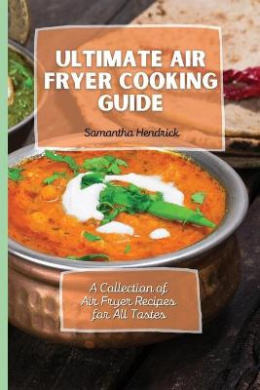 ULTIMATE AIR
FRYER COOKING
GUIDE
Samantha Hendrick
A Collection of
Air Fryer Recipes
for All Tastes